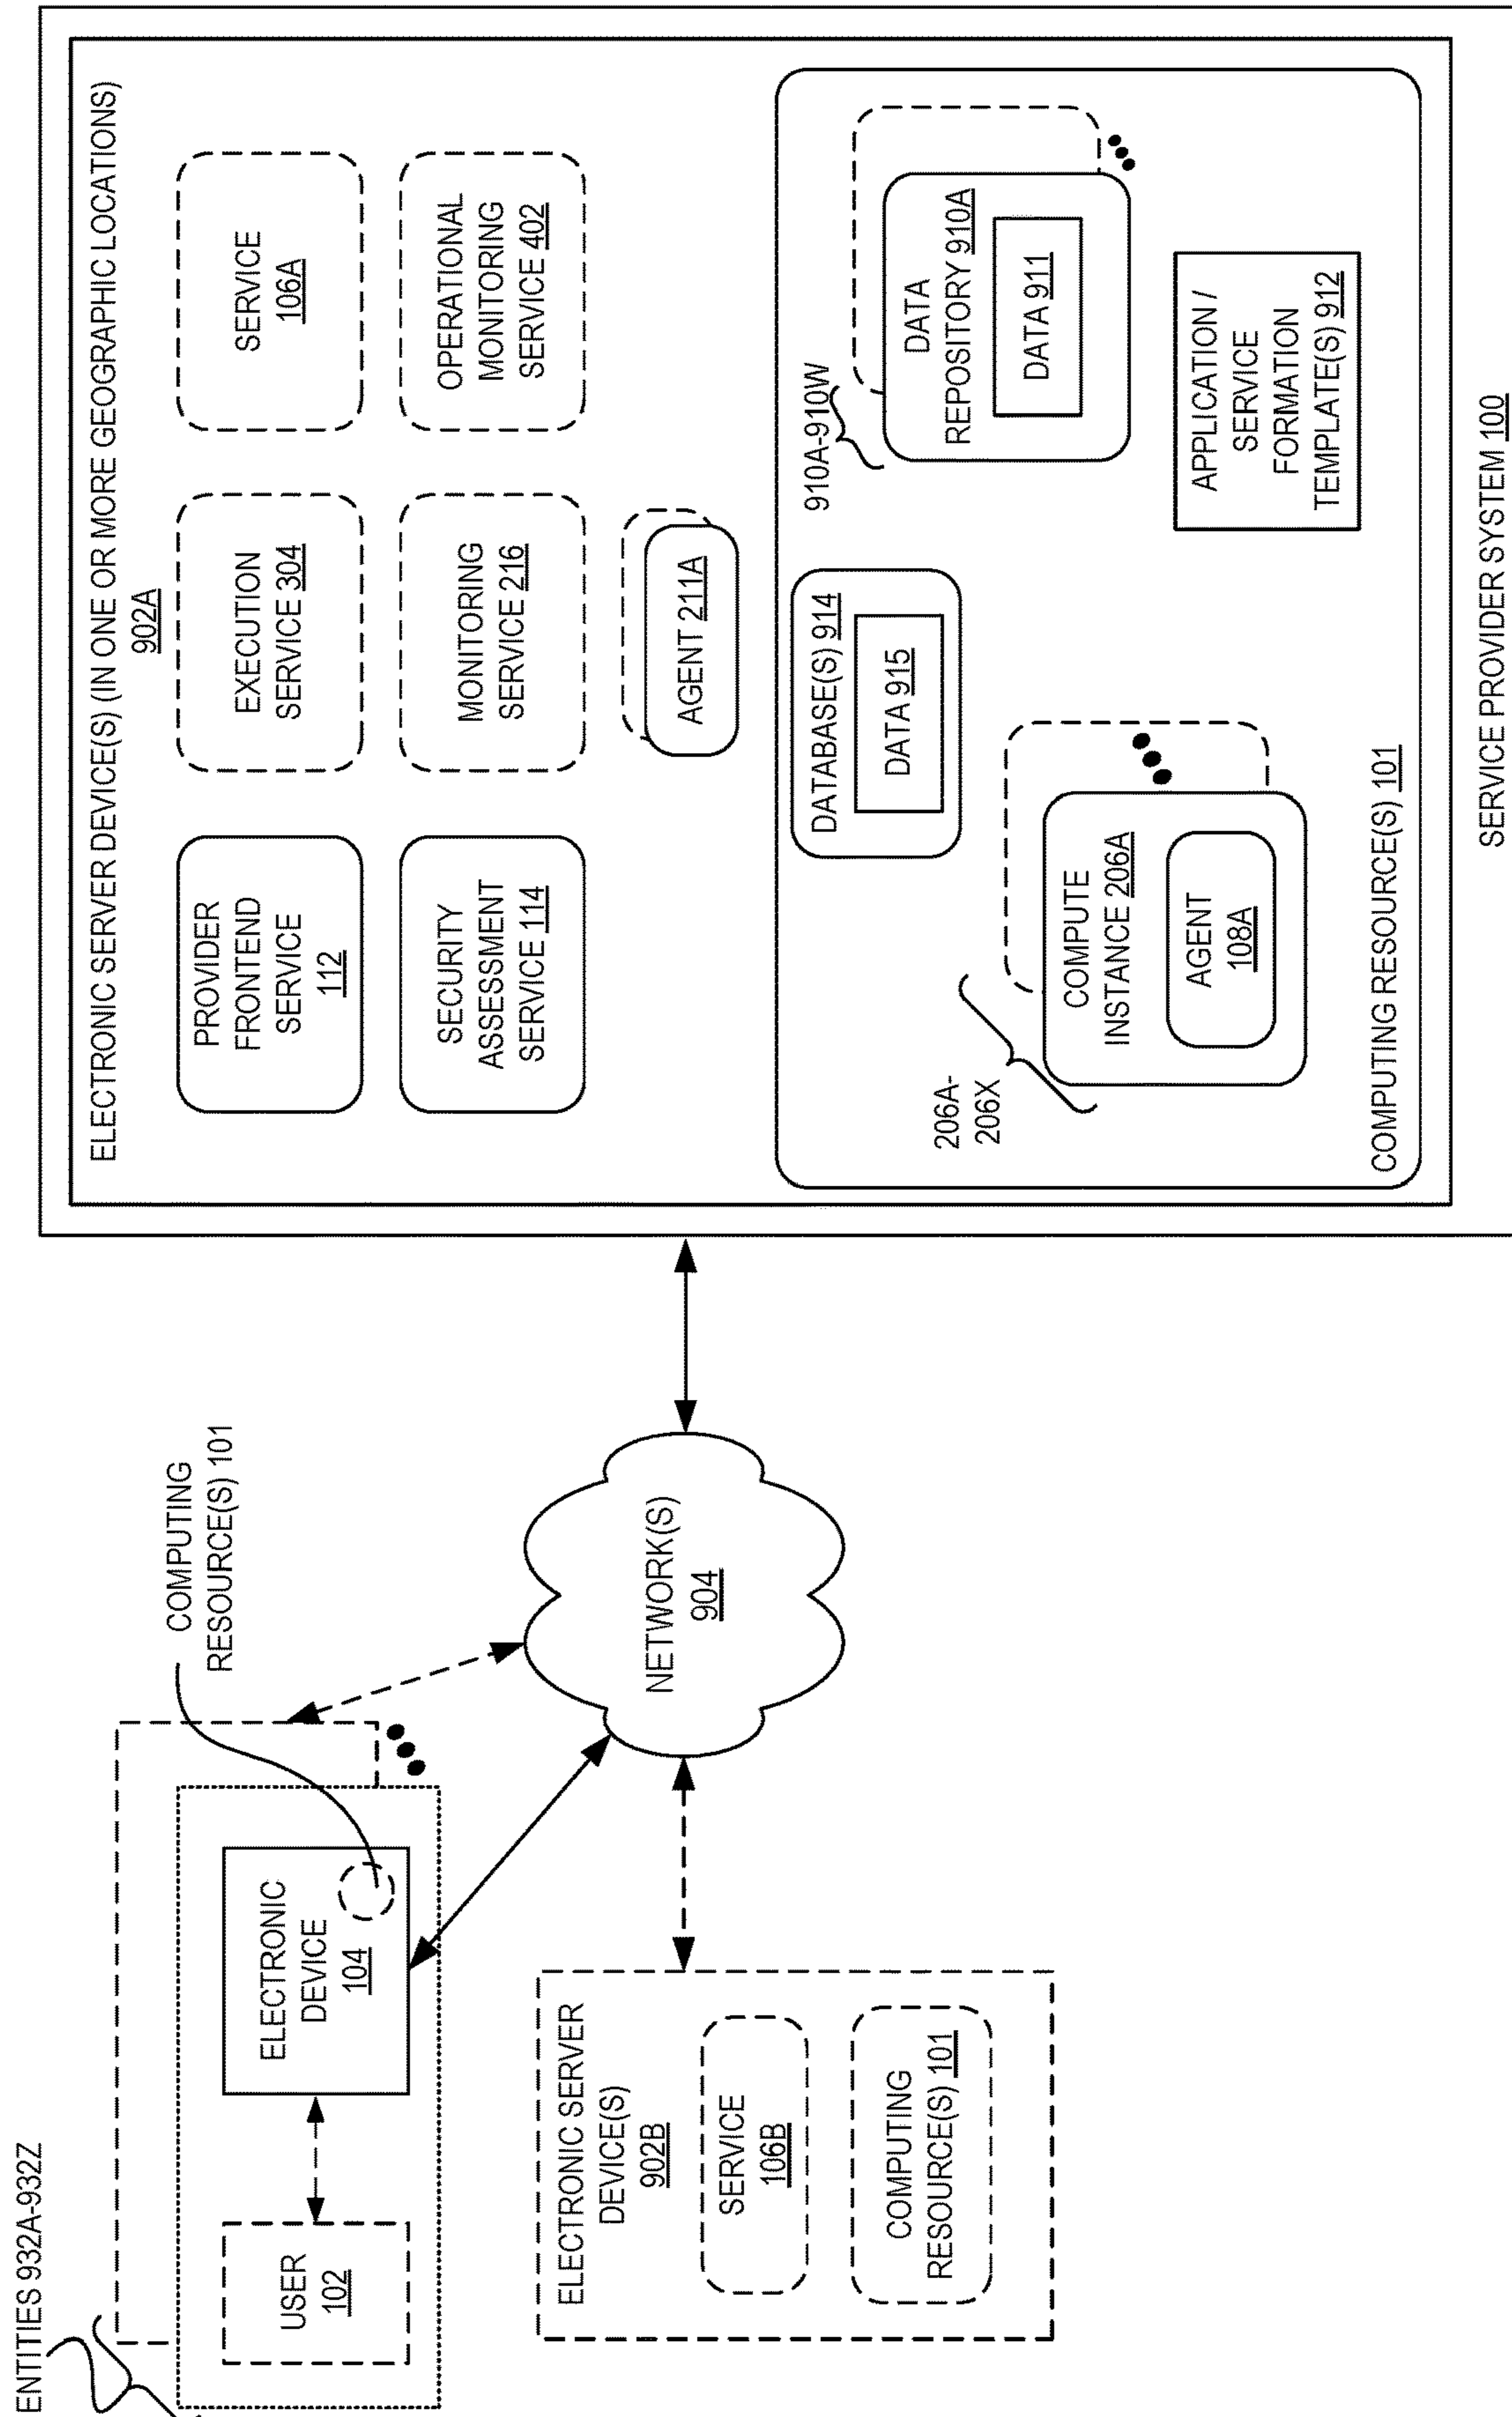 ENTITIES 932A-932Z
USER
102
ELECTRONIC
DEVICE
104
COMPUTING
RESOURCE(S) 101
ELECTRONIC SERVER
DEVICE(S)
902B
SERVICE
106B
COMPUTING
RESOURCE(S) 101
NETWORK(S)
904
ELECTRONIC SERVER DEVICE(S) (IN ONE OR MORE GEOGRAPHIC LOCATIONS)
902A
PROVIDER
FRONTEND
SERVICE
112
EXECUTION
SERVICE 304
SERVICE
106A
SECURITY
ASSESSMENT
SERVICE 114
MONITORING
SERVICE 216
OPERATIONAL
MONITORING
SERVICE 402
AGENT 211A
DATABASE(S) 914
DATA 915
910A-910W
DATA
REPOSITORY 910A
DATA 911
206A-
206X
COMPUTE
INSTANCE 206A
AGENT
108A
APPLICATION /
SERVICE
FORMATION
TEMPLATE(S) 912
COMPUTING RESOURCE(S) 101
SERVICE PROVIDER SYSTEM 100